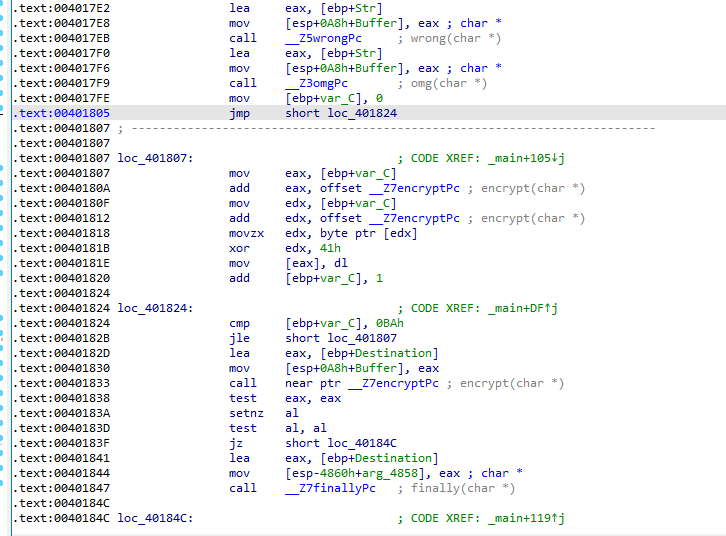 .text:004017E2 lea eax, [ebp+Str]
.text:004017E8 mov [esp+0A8h+Buffer], eax ; char *
.text:004017EB call __Z5wrongPc ; wrong(char *)
.text:004017F0 lea eax, [ebp+Str]
.text:004017F6 mov [esp+0A8h+Buffer], eax ; char *
.text:004017F9 call __Z3omgPc ; omg(char *)
.text:004017FE mov [ebp+var_C], 0
.text:00401805 jmp short loc_401824
.text:00401807 ; ---------------------------------------------------------------------------
.text:00401807
.text:00401807 loc_401807: ; CODE XREF: _main+105↓j
.text:00401807 mov eax, [ebp+var_C]
.text:0040180A add eax, offset __Z7encryptPc ; encrypt(char *)
.text:0040180F mov edx, [ebp+var_C]
.text:00401812 add edx, offset __Z7encryptPc ; encrypt(char *)
.text:00401818 movzx edx, byte ptr [edx]
.text:0040181B xor edx, 41h
.text:0040181E mov [eax], dl
.text:00401820 add [ebp+var_C], 1
.text:00401824
.text:00401824 loc_401824: ; CODE XREF: _main+DF↑j
.text:00401824 cmp [ebp+var_C], 0BAh
.text:0040182B jle short loc_401807
.text:0040182D lea eax, [ebp+Destination]
.text:00401830 mov [esp+0A8h+Buffer], eax
.text:00401833 call near ptr __Z7encryptPc ; encrypt(char *)
.text:00401838 test eax, eax
.text:0040183A setnz al
.text:0040183D test al, al
.text:0040183F jz short loc_40184C
.text:00401841 lea eax, [ebp+Destination]
.text:00401844 mov [esp-4860h+arg_4858], eax ; char *
.text:00401847 call __Z7finallyPc ; finally(char *)
.text:0040184C
.text:0040184C loc_40184C: ; CODE XREF: _main+119↑j